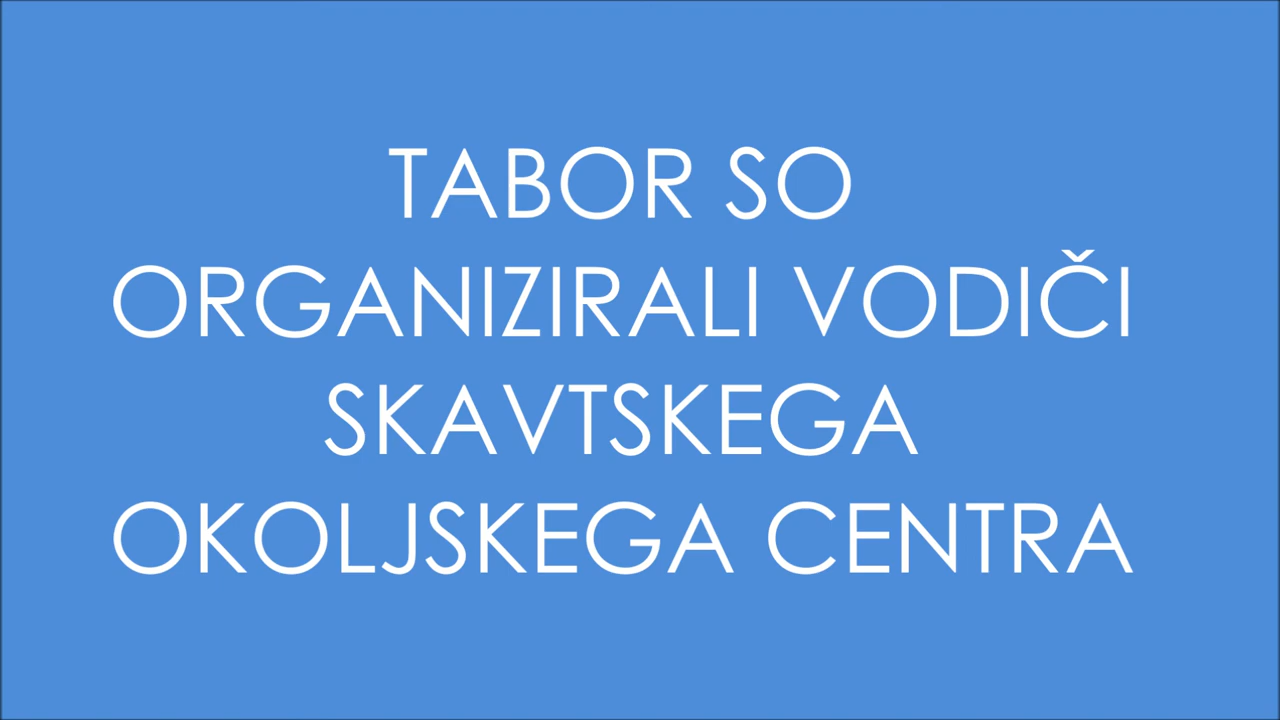 TABOR SO
ORGANIZIRALI VODIČI
SKAVTSKEGA
OKOLJSKEGA CENTRA